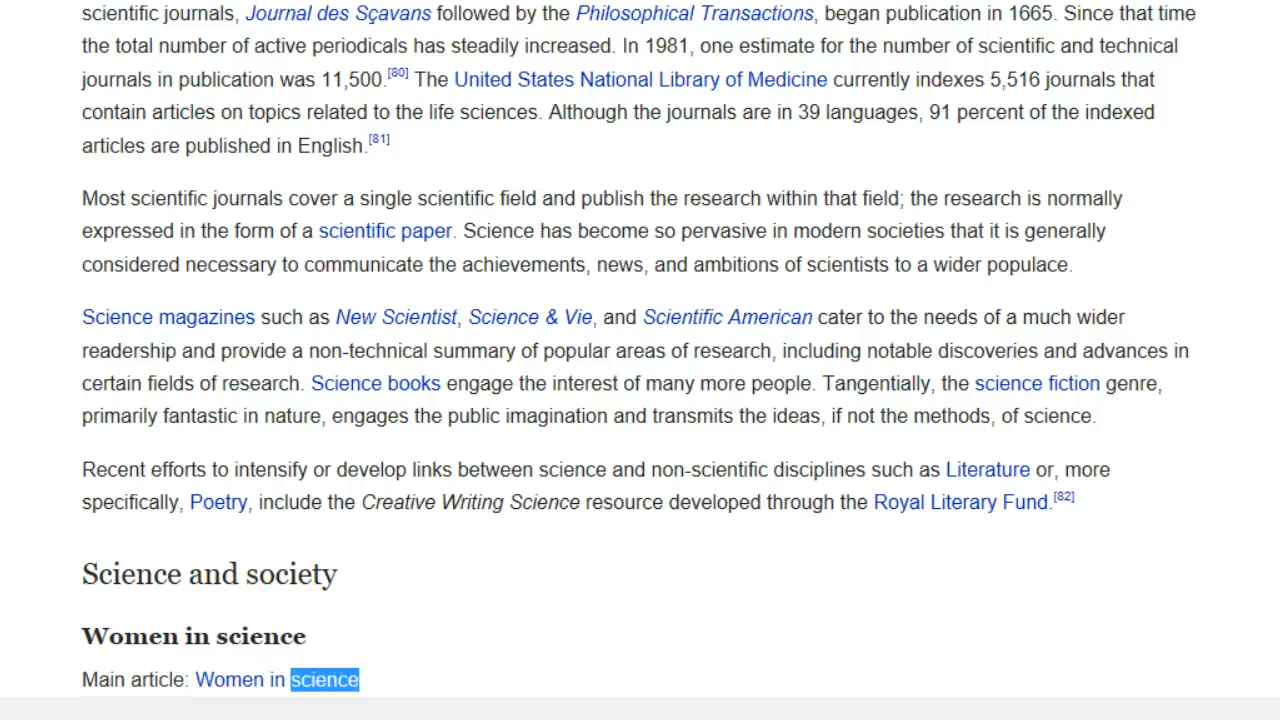 scientific journals, Journal des Sçavans followed by the Philosophical Transactions, began publication in 1665. Since that time
the total number of active periodicals has steadily increased. In 1981, one estimate for the number of scientific and technical
journals in publication was 11,500.[80] The United States National Library of Medicine currently indexes 5,516 journals that
contain articles on topics related to the life sciences. Although the journals are in 39 languages, 91 percent of the indexed
articles are published in English.[81]
Most scientific journals cover a single scientific field and publish the research within that field; the research is normally
expressed in the form of a scientific paper. Science has become so pervasive in modern societies that it is generally
considered necessary to communicate the achievements, news, and ambitions of scientists to a wider populace.
Science magazines such as New Scientist, Science & Vie, and Scientific American cater to the needs of a much wider
readership and provide a non-technical summary of popular areas of research, including notable discoveries and advances in
certain fields of research. Science books engage the interest of many more people. Tangentially, the science fiction genre,
primarily fantastic in nature, engages the public imagination and transmits the ideas, if not the methods, of science.
Recent efforts to intensify or develop links between science and non-scientific disciplines such as Literature or, more
specifically, Poetry, include the Creative Writing Science resource developed through the Royal Literary Fund.[82]
Science and society
Women in science
Main article: Women in science